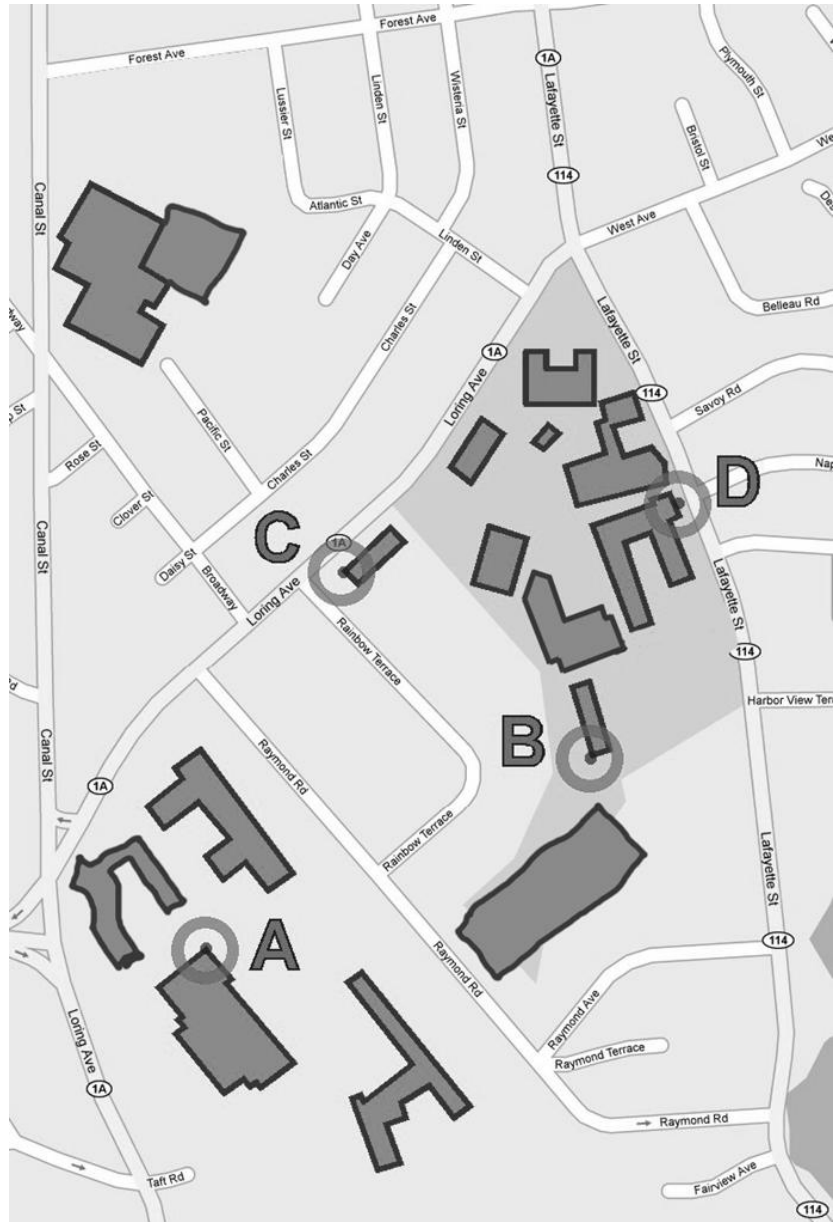 Forest Ave
Forest Ave
1A
Lafayette St
Plymouth St
Lussier St
Linden St
Wisteria St
Bristol St
114
Canal St
Atlantic St
West Ave
Day Ave
Linden St
Belleau Rd
Charles St
Lafayette St
1A
Loring Ave
114
Savoy Rd
Pacific St
Rose St
Charles St
Clover St
D
C
1A
Daisy St
Broadway
Loring Ave
Canal St
Lafayette St
Rainbow Terrace
114
Harbor View Terr
B
Raymond Rd
Canal St
1A
Rainbow Terrace
Lafayette St
A
114
Raymond Rd
Raymond Ave
Loring Ave
Raymond Terrace
1A
Raymond Rd
Taft Rd
Fairview Ave
114